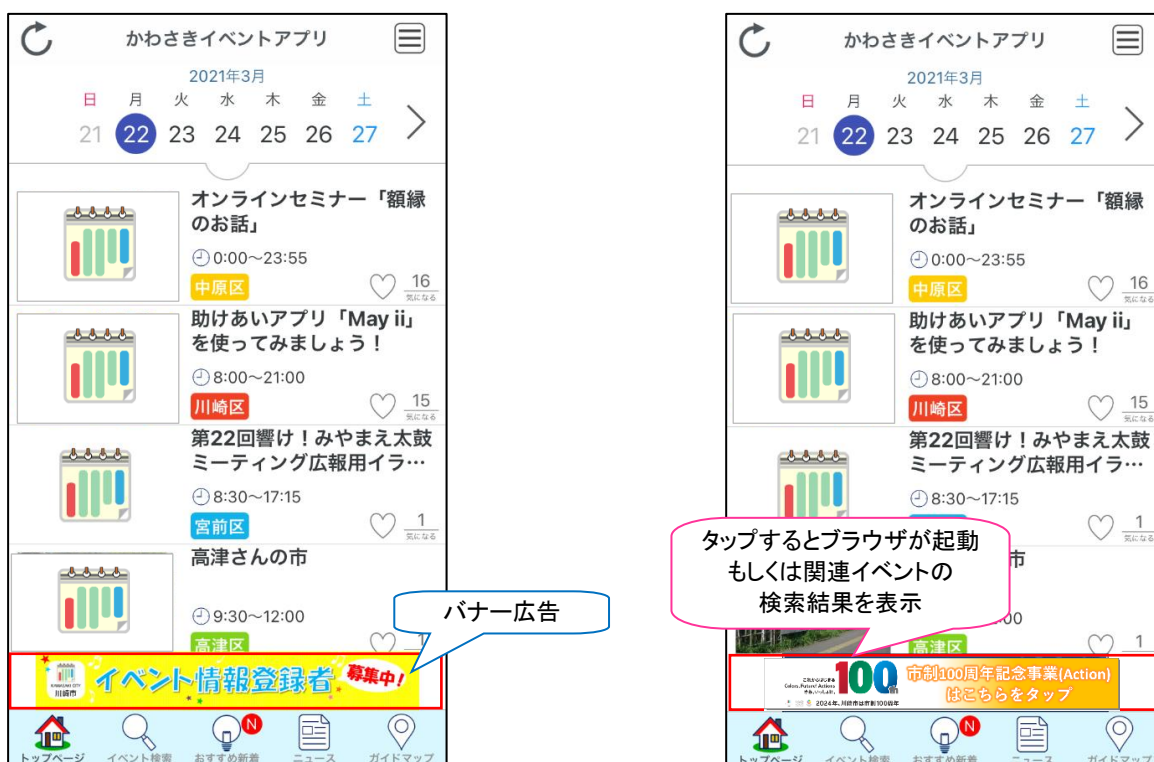 かわさきイベントアプリ
2021年3月
日 月 火 水 木 金 土
21 22 23 24 25 26 27
オンラインセミナー「額縁
のお話」
0:00～23:55
中原区
16
気になる
助けあいアプリ「May ii」
を使ってみましょう！
8:00～21:00
川崎区
15
気になる
第22回響け！みやまえ太鼓
ミーティング広報用イラ…
8:30～17:15
宮前区
1
気になる
高津さんの市
9:30～12:00
高津区
1
バナー広告
川崎市
イベント情報登録者 募集中!
トップページ イベント検索 おすすめ新着 N ニュース ガイドマップ
かわさきイベントアプリ
2021年3月
日 月 火 水 木 金 土
21 22 23 24 25 26 27
オンラインセミナー「額縁
のお話」
0:00～23:55
中原区
16
気になる
助けあいアプリ「May ii」
を使ってみましょう！
8:00～21:00
川崎区
15
気になる
第22回響け！みやまえ太鼓
ミーティング広報用イラ…
8:30～17:15
1
気になる
市
タップするとブラウザが起動
もしくは関連イベントの
検索結果を表示
:00
高津区
1
Colors, Future! Actions
100th
2024年、川崎市は市制100周年
市制100周年記念事業(Action)
はこちらをタップ
トップページ イベント検索 おすすめ新着 N ニュース ガイドマップ